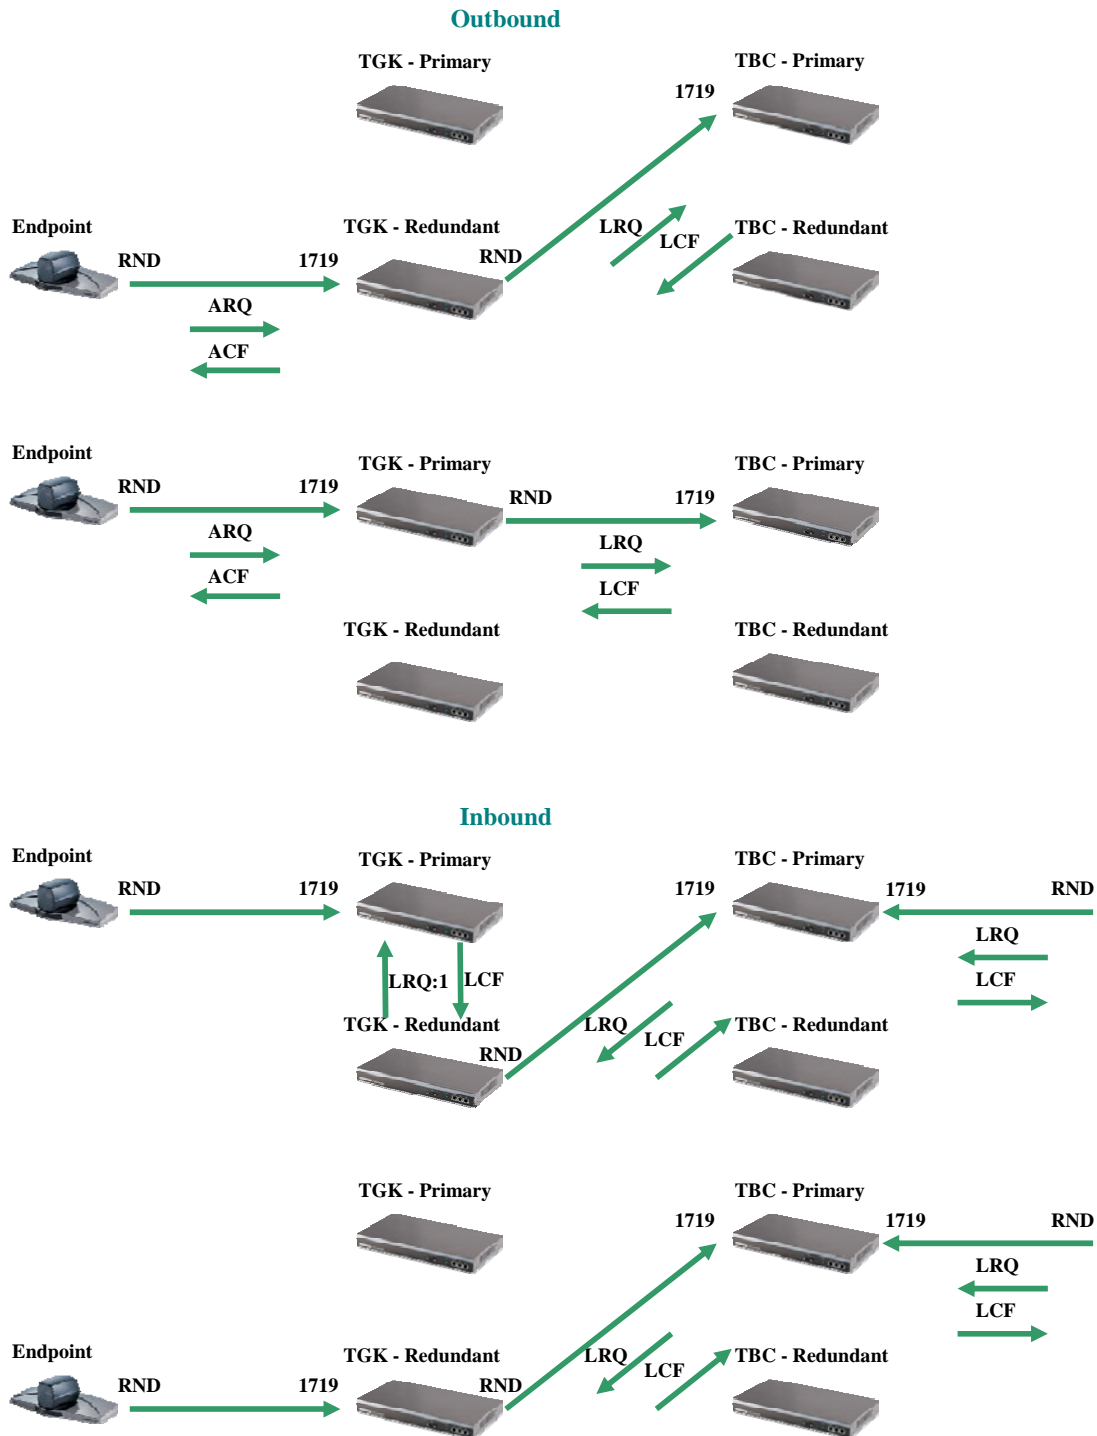 Outbound
TGK - Primary TBC - Primary
1719
Endpoint TGK - Redundant LRQ TBC - Redundant
RND 1719 RND LCF
ARQ
ACF
Endpoint TGK - Primary TBC - Primary
RND 1719 RND 1719
ARQ LRQ
ACF LCF
TGK - Redundant TBC - Redundant
Inbound
Endpoint TGK - Primary TBC - Primary
RND 1719 1719 1719 RND
LRQ
LRQ:1 LCF LCF
TGK - Redundant LRQ TBC - Redundant
RND LCF
TGK - Primary TBC - Primary
1719 1719 RND
LRQ
LCF
Endpoint TGK - Redundant LRQ TBC - Redundant
RND 1719 RND LCF